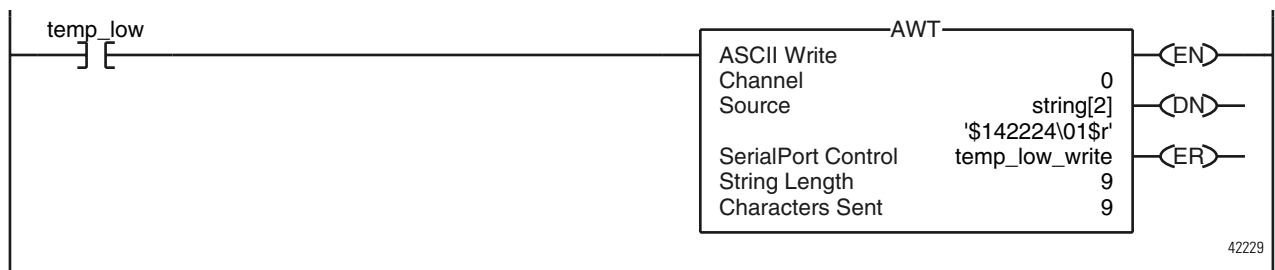 temp_low
AWT
ASCII Write
Channel 0
Source string[2]
'$142224\01$r'
SerialPort Control temp_low_write
String Length 9
Characters Sent 9
EN
DN
ER
42229